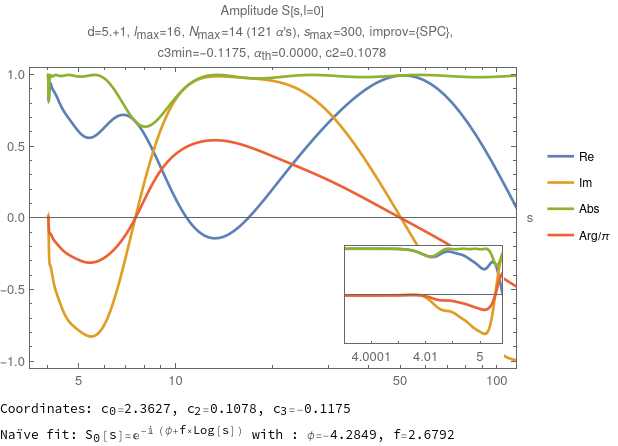 Amplitude S[s,l=0]
d=5.+1, lmax=16, Nmax=14 (121 α's), smax=300, improv={SPC},
c3min=-0.1175, αth=0.0000, c2=0.1078
1.0
0.5
0.0
-0.5
-1.0
5
10
50
100
s
Re
Im
Abs
Arg/π
4.0001
4.01
5
Coordinates: c0=2.3627, c2=0.1078, c3=-0.1175
Naïve fit: S0[s]=e^-i (ϕ+f×Log[s]) with : ϕ=-4.2849, f=2.6792